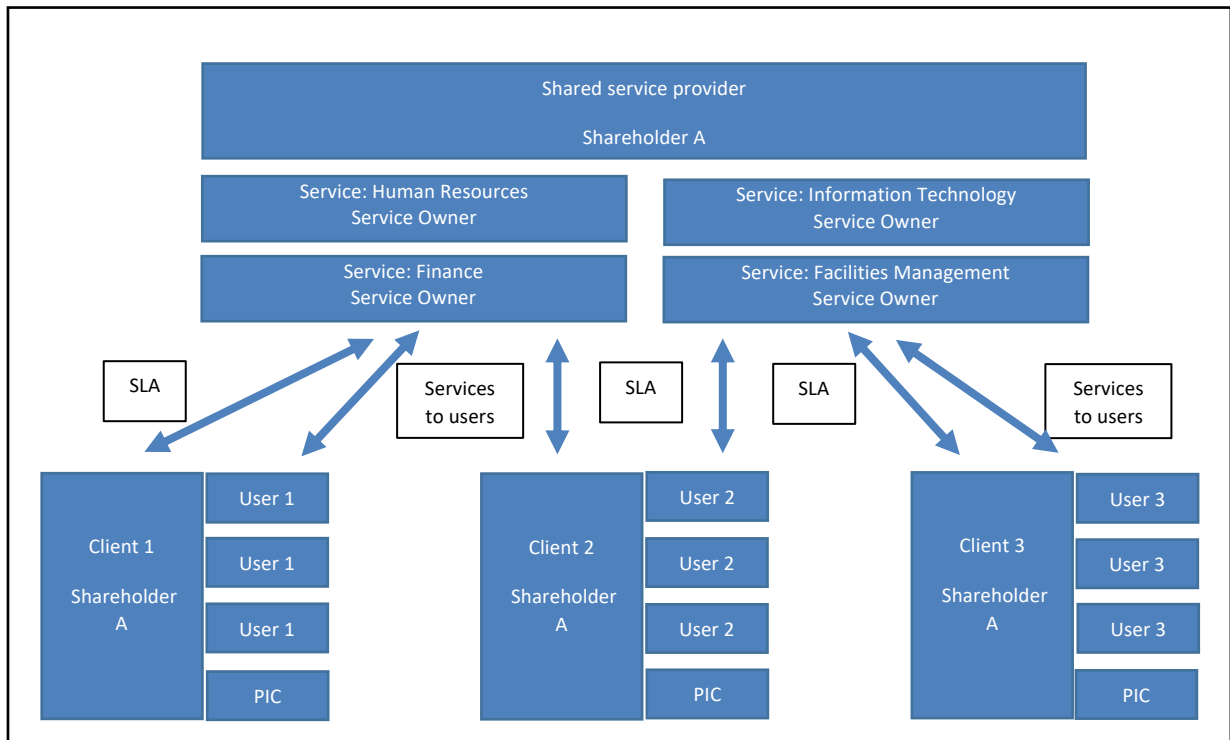 Shared service provider
Shareholder A
Service: Human Resources
Service Owner
Service: Information Technology
Service Owner
Service: Finance
Service Owner
Service: Facilities Management
Service Owner
SLA
Services
to users
SLA
SLA
Services
to users
Client 1
Shareholder
A
User 1
User 1
User 1
PIC
Client 2
Shareholder
A
User 2
User 2
User 2
PIC
Client 3
Shareholder
A
User 3
User 3
User 3
PIC